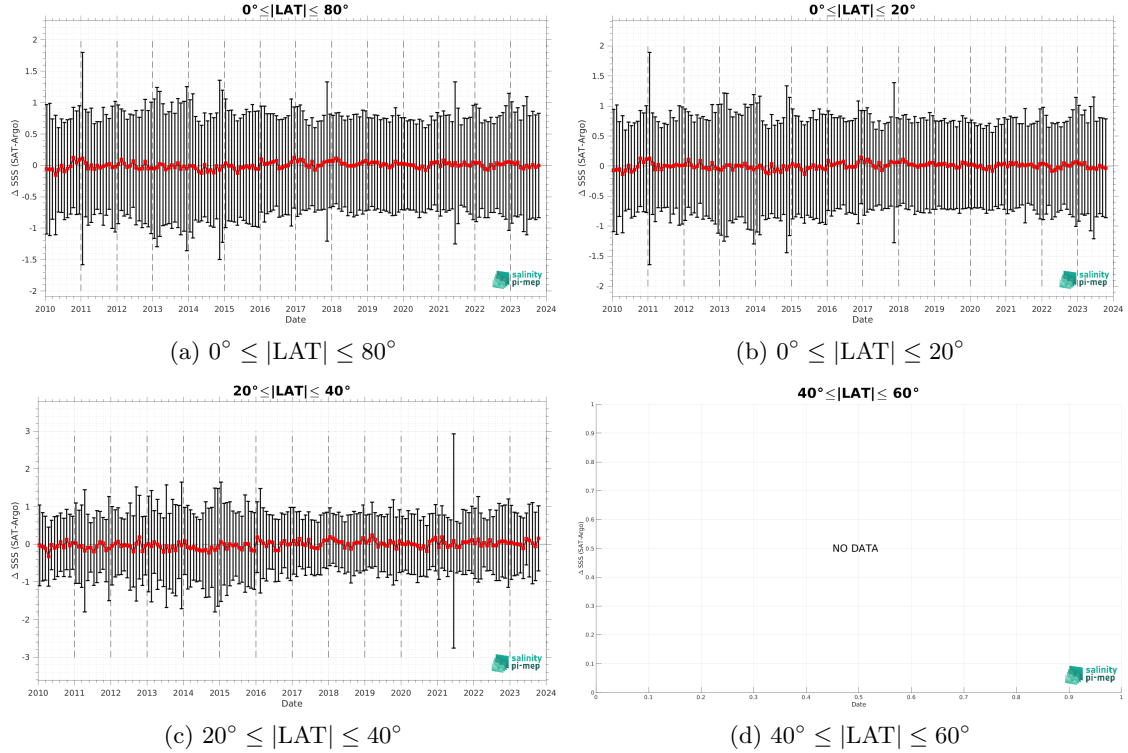 0°≤|LAT|≤ 80°
2
1.5
1
0.5
0
-0.5
-1
-1.5
-2
Δ SSS (SAT-Argo)
2010 2011 2012 2013 2014 2015 2016 2017 2018 2019 2020 2021 2022 2023 2024
Date
salinity
pi-mep
(a) 0° ≤ |LAT| ≤ 80°
0°≤|LAT|≤ 20°
2
1.5
1
0.5
0
-0.5
-1
-1.5
-2
Δ SSS (SAT-Argo)
2010 2011 2012 2013 2014 2015 2016 2017 2018 2019 2020 2021 2022 2023 2024
Date
salinity
pi-mep
(b) 0° ≤ |LAT| ≤ 20°
20°≤|LAT|≤ 40°
3
2
1
0
-1
-2
-3
Δ SSS (SAT-Argo)
2010 2011 2012 2013 2014 2015 2016 2017 2018 2019 2020 2021 2022 2023 2024
Date
salinity
pi-mep
(c) 20° ≤ |LAT| ≤ 40°
40°≤|LAT|≤ 60°
1
0.9
0.8
0.7
0.6
0.5
0.4
0.3
0.2
0.1
0
Δ SSS (SAT-Argo)
NO DATA
0 0.1 0.2 0.3 0.4 0.5 0.6 0.7 0.8 0.9 1
Date
salinity
pi-mep
(d) 40° ≤ |LAT| ≤ 60°